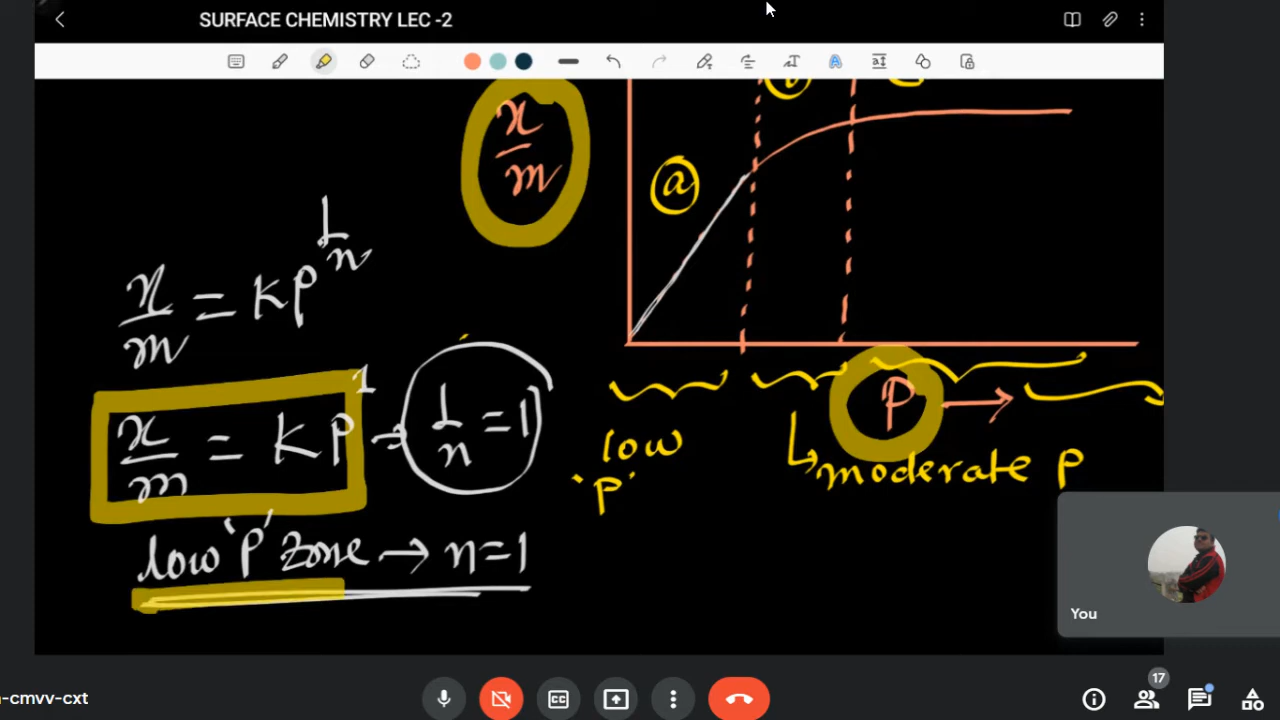 SURFACE CHEMISTRY LEC -2
x/m
a
x/m = KP^1/n
x/m = KP^1 → 1/n = 1
P →
low
'P'
moderate P
low 'P' zone → n=1
You
17
-cmvv-cxt
CC